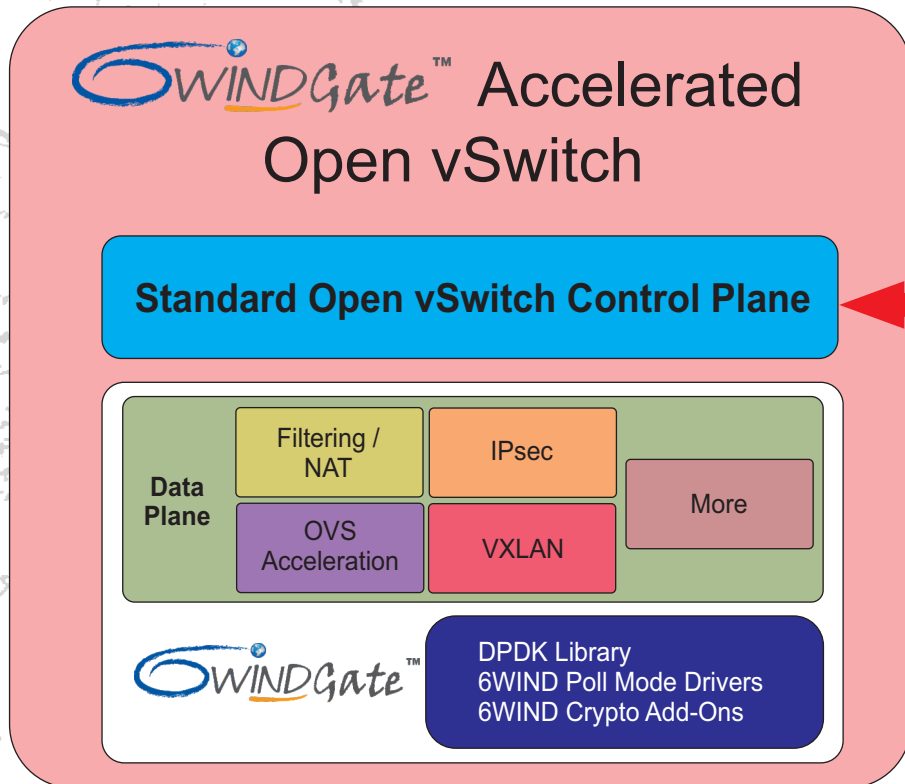 6WINDGate™ Accelerated
Open vSwitch
Standard Open vSwitch Control Plane
Data
Plane
Filtering /
NAT
IPsec
OVS
Acceleration
VXLAN
More
6WINDGate™
DPDK Library
6WIND Poll Mode Drivers
6WIND Crypto Add-Ons